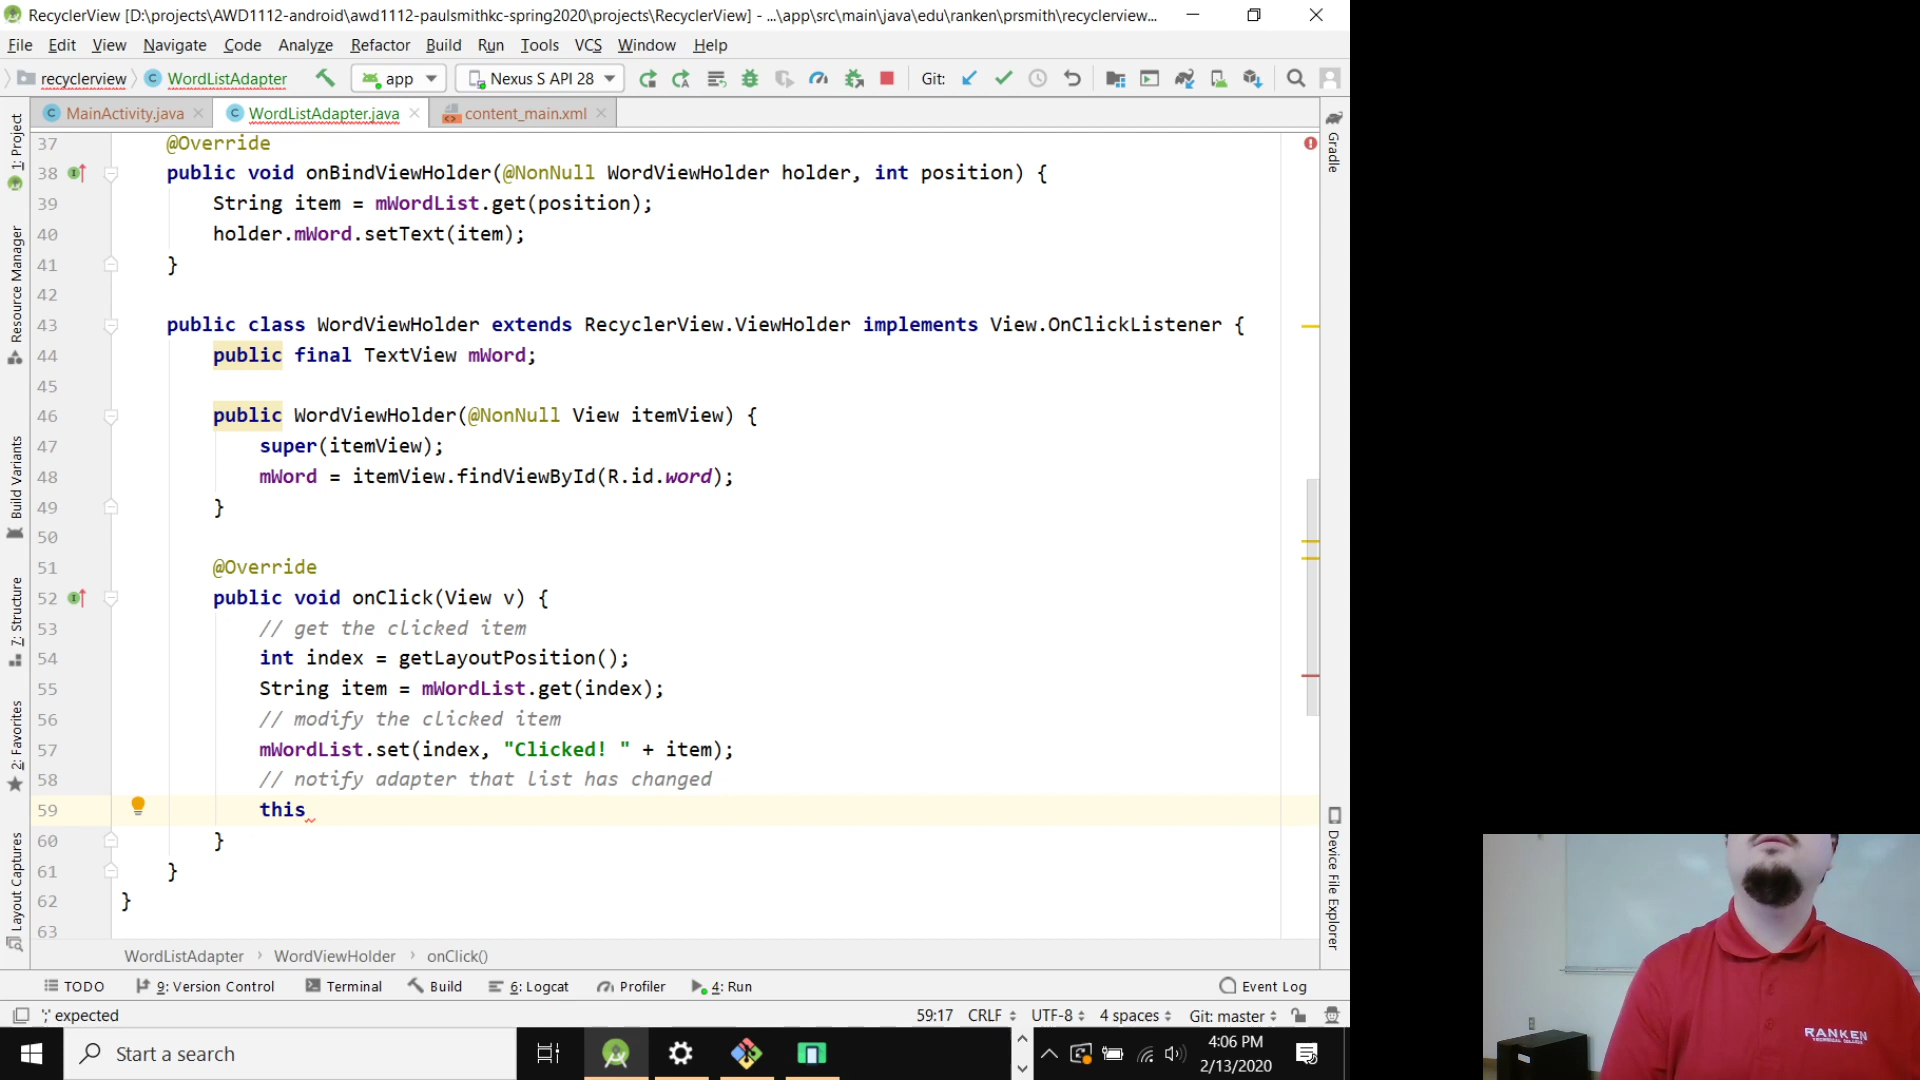 RecyclerView [D:\projects\AWD1112-android\awd1112-paulsmithkc-spring2020\projects\RecyclerView] - ...\app\src\main\java\edu\ranken\prsmith\recyclerview...
File Edit View Navigate Code Analyze Refactor Build Run Tools VCS Window Help
recyclerview WordListAdapter app Nexus S API 28 Git:
MainActivity.java WordListAdapter.java content_main.xml
37 @Override
38 public void onBindViewHolder(@NonNull WordViewHolder holder, int position) {
39 String item = mWordList.get(position);
40 holder.mWord.setText(item);
41 }
42
43 public class WordViewHolder extends RecyclerView.ViewHolder implements View.OnClickListener {
44 public final TextView mWord;
45
46 public WordViewHolder(@NonNull View itemView) {
47 super(itemView);
48 mWord = itemView.findViewById(R.id.word);
49 }
50
51 @Override
52 public void onClick(View v) {
53 // get the clicked item
54 int index = getLayoutPosition();
55 String item = mWordList.get(index);
56 // modify the clicked item
57 mWordList.set(index, "Clicked! " + item);
58 // notify adapter that list has changed
59 this
60 }
61 }
62 }
63
1: Project
Resource Manager
Build Variants
7: Structure
2: Favorites
Layout Captures
Gradle
Device File Explorer
WordListAdapter › WordViewHolder › onClick()
TODO 9: Version Control Terminal Build 6: Logcat Profiler 4: Run Event Log
';' expected 59:17 CRLF UTF-8 4 spaces Git: master
Start a search
4:06 PM
2/13/2020
RANKEN